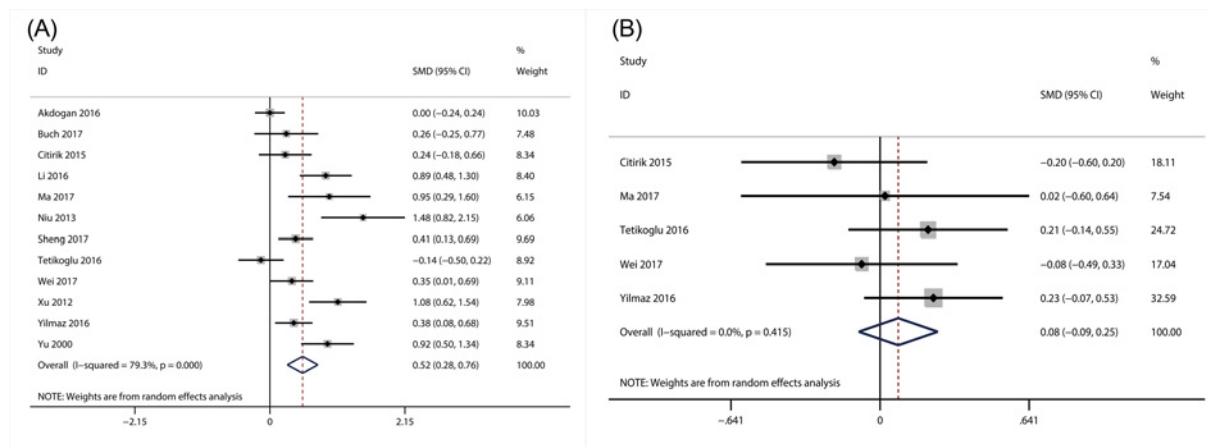 (A)
Study %
ID SMD (95% CI) Weight
Akdogan 2016 0.00 (−0.24, 0.24) 10.03
Buch 2017 0.26 (−0.25, 0.77) 7.48
Citirik 2015 0.24 (−0.18, 0.66) 8.34
Li 2016 0.89 (0.48, 1.30) 8.40
Ma 2017 0.95 (0.29, 1.60) 6.15
Niu 2013 1.48 (0.82, 2.15) 6.06
Sheng 2017 0.41 (0.13, 0.69) 9.69
Tetikoglu 2016 −0.14 (−0.50, 0.22) 8.92
Wei 2017 0.35 (0.01, 0.69) 9.11
Xu 2012 1.08 (0.62, 1.54) 7.98
Yilmaz 2016 0.38 (0.08, 0.68) 9.51
Yu 2000 0.92 (0.50, 1.34) 8.34
Overall (I−squared = 79.3%, p = 0.000) 0.52 (0.28, 0.76) 100.00
NOTE: Weights are from random effects analysis
−2.15 0 2.15
(B)
Study %
ID SMD (95% CI) Weight
Citirik 2015 −0.20 (−0.60, 0.20) 18.11
Ma 2017 0.02 (−0.60, 0.64) 7.54
Tetikoglu 2016 0.21 (−0.14, 0.55) 24.72
Wei 2017 −0.08 (−0.49, 0.33) 17.04
Yilmaz 2016 0.23 (−0.07, 0.53) 32.59
Overall (I−squared = 0.0%, p = 0.415) 0.08 (−0.09, 0.25) 100.00
NOTE: Weights are from random effects analysis
−.641 0 .641